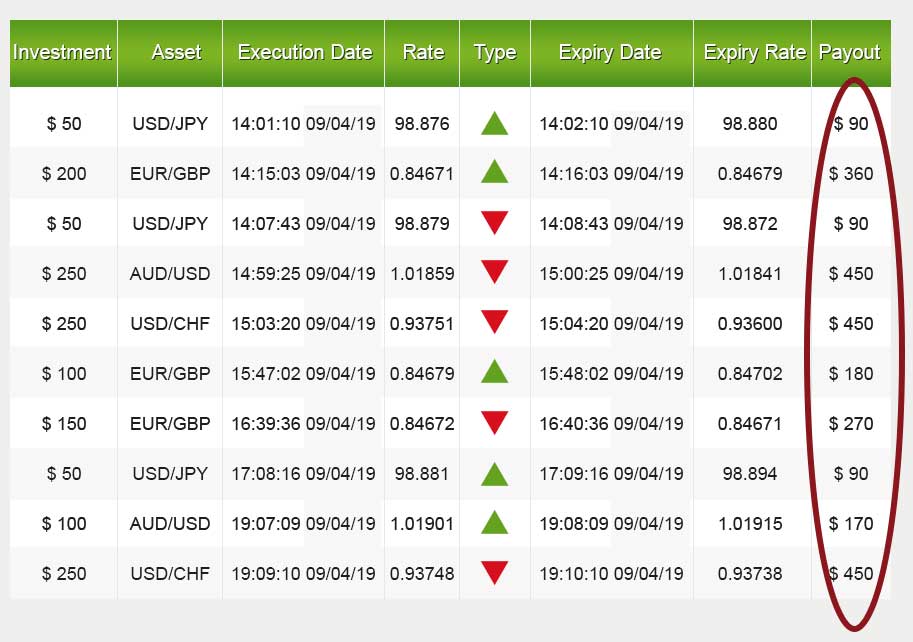 Investment Asset Execution Date Rate Type Expiry Date Expiry Rate Payout
$ 50 USD/JPY 14:01:10 09/04/19 98.876 14:02:10 09/04/19 98.880 $ 90
$ 200 EUR/GBP 14:15:03 09/04/19 0.84671 14:16:03 09/04/19 0.84679 $ 360
$ 50 USD/JPY 14:07:43 09/04/19 98.879 14:08:43 09/04/19 98.872 $ 90
$ 250 AUD/USD 14:59:25 09/04/19 1.01859 15:00:25 09/04/19 1.01841 $ 450
$ 250 USD/CHF 15:03:20 09/04/19 0.93751 15:04:20 09/04/19 0.93600 $ 450
$ 100 EUR/GBP 15:47:02 09/04/19 0.84679 15:48:02 09/04/19 0.84702 $ 180
$ 150 EUR/GBP 16:39:36 09/04/19 0.84672 16:40:36 09/04/19 0.84671 $ 270
$ 50 USD/JPY 17:08:16 09/04/19 98.881 17:09:16 09/04/19 98.894 $ 90
$ 100 AUD/USD 19:07:09 09/04/19 1.01901 19:08:09 09/04/19 1.01915 $ 170
$ 250 USD/CHF 19:09:10 09/04/19 0.93748 19:10:10 09/04/19 0.93738 $ 450